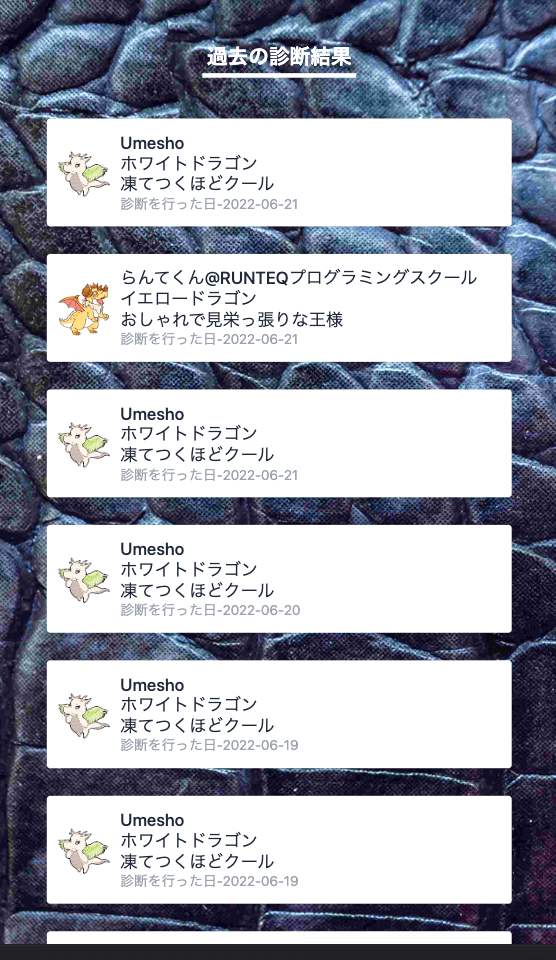 過去の診断結果
Umesho
ホワイトドラゴン
凍てつくほどクール
診断を行った日-2022-06-21
らんてくん@RUNTEQプログラミングスクール
イエロードラゴン
おしゃれで見栄っ張りな王様
診断を行った日-2022-06-21
Umesho
ホワイトドラゴン
凍てつくほどクール
診断を行った日-2022-06-21
Umesho
ホワイトドラゴン
凍てつくほどクール
診断を行った日-2022-06-20
Umesho
ホワイトドラゴン
凍てつくほどクール
診断を行った日-2022-06-19
Umesho
ホワイトドラゴン
凍てつくほどクール
診断を行った日-2022-06-19